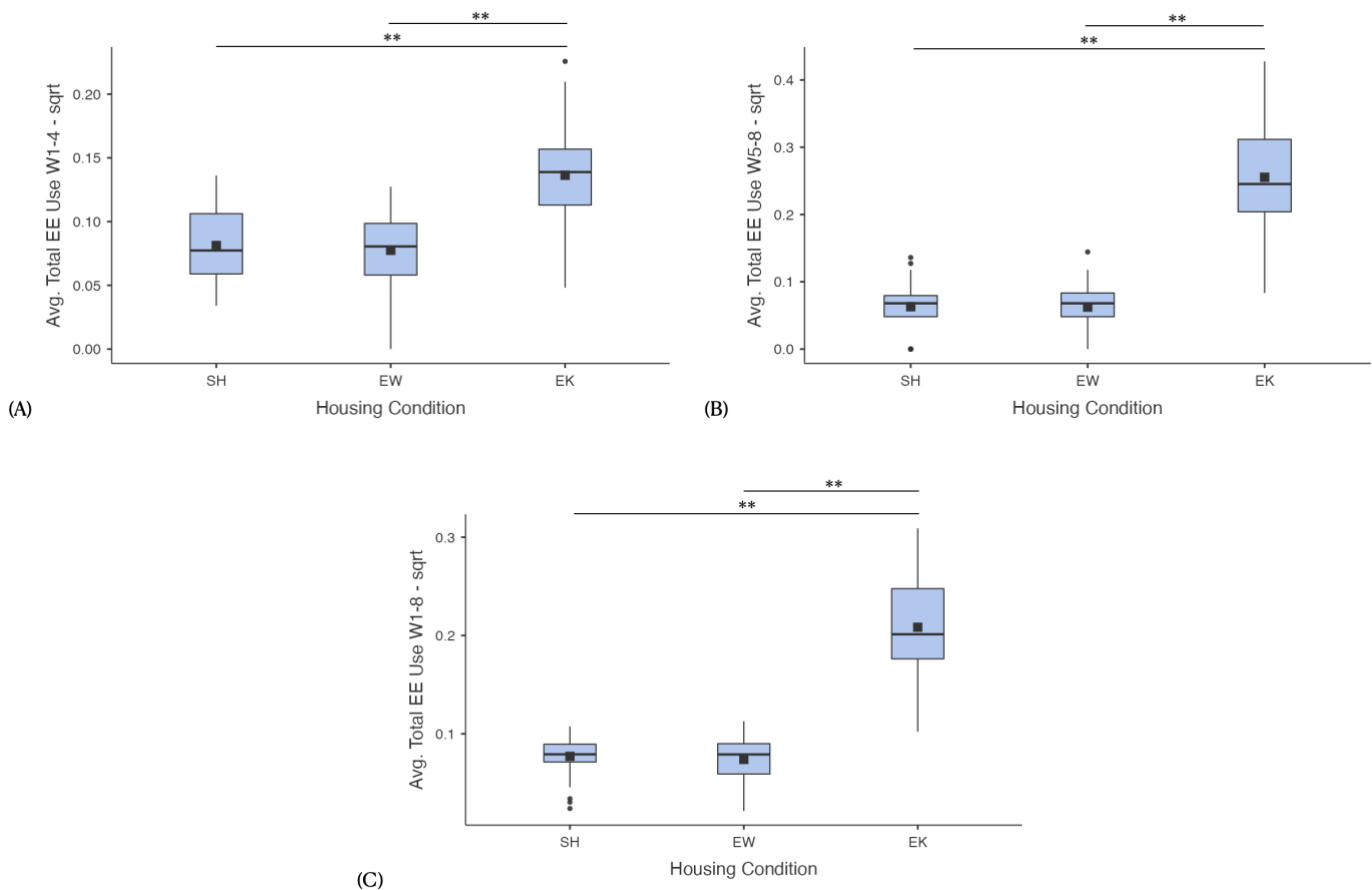 **
**
Avg. Total EE Use W1-4 - sqrt
0.20
0.15
0.10
0.05
0.00
SH EW EK
Housing Condition
(A)
**
**
Avg. Total EE Use W5-8 - sqrt
0.4
0.3
0.2
0.1
0.0
SH EW EK
Housing Condition
(B)
**
**
Avg. Total EE Use W1-8 - sqrt
0.3
0.2
0.1
SH EW EK
Housing Condition
(C)